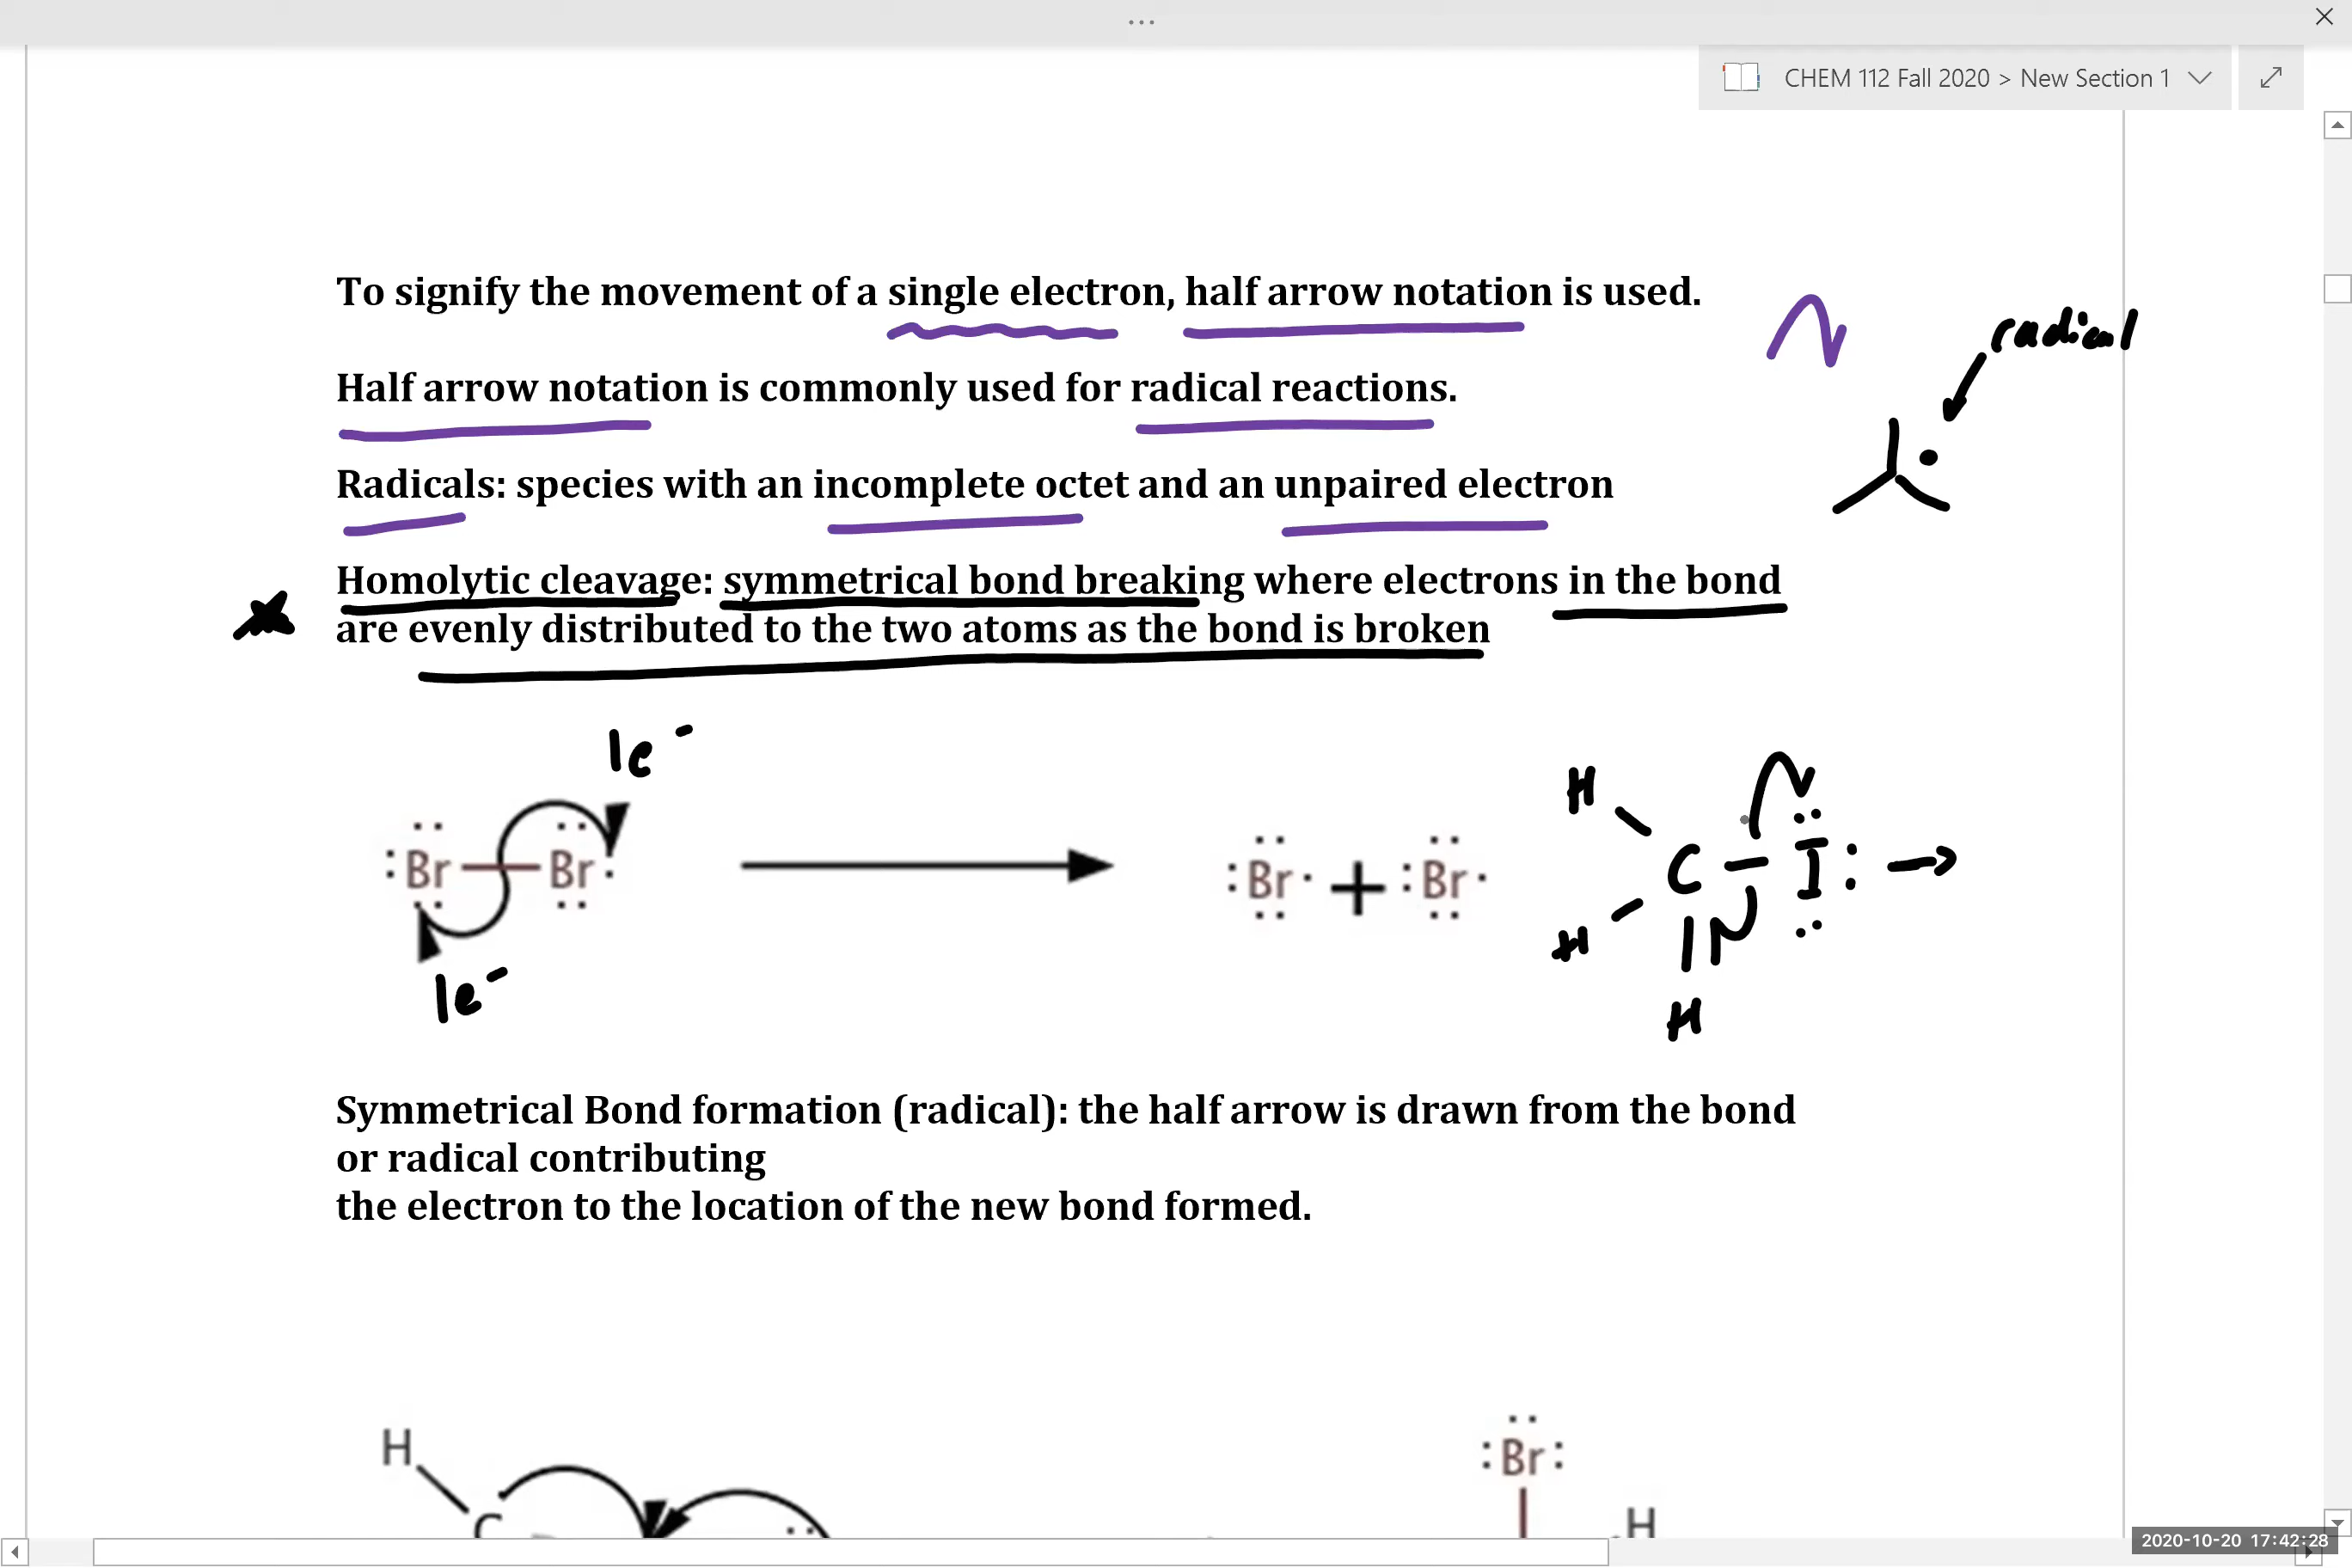 CHEM 112 Fall 2020 > New Section 1
To signify the movement of a single electron, half arrow notation is used.
radical
Half arrow notation is commonly used for radical reactions.
Radicals: species with an incomplete octet and an unpaired electron
Homolytic cleavage: symmetrical bond breaking where electrons in the bond
are evenly distributed to the two atoms as the bond is broken
1e⁻
H
:Br—Br: → :Br· + :Br·
C – I: →
H
1e⁻
H
Symmetrical Bond formation (radical): the half arrow is drawn from the bond
or radical contributing
the electron to the location of the new bond formed.
H
:Br:
C
H
2020-10-20 17:42:28